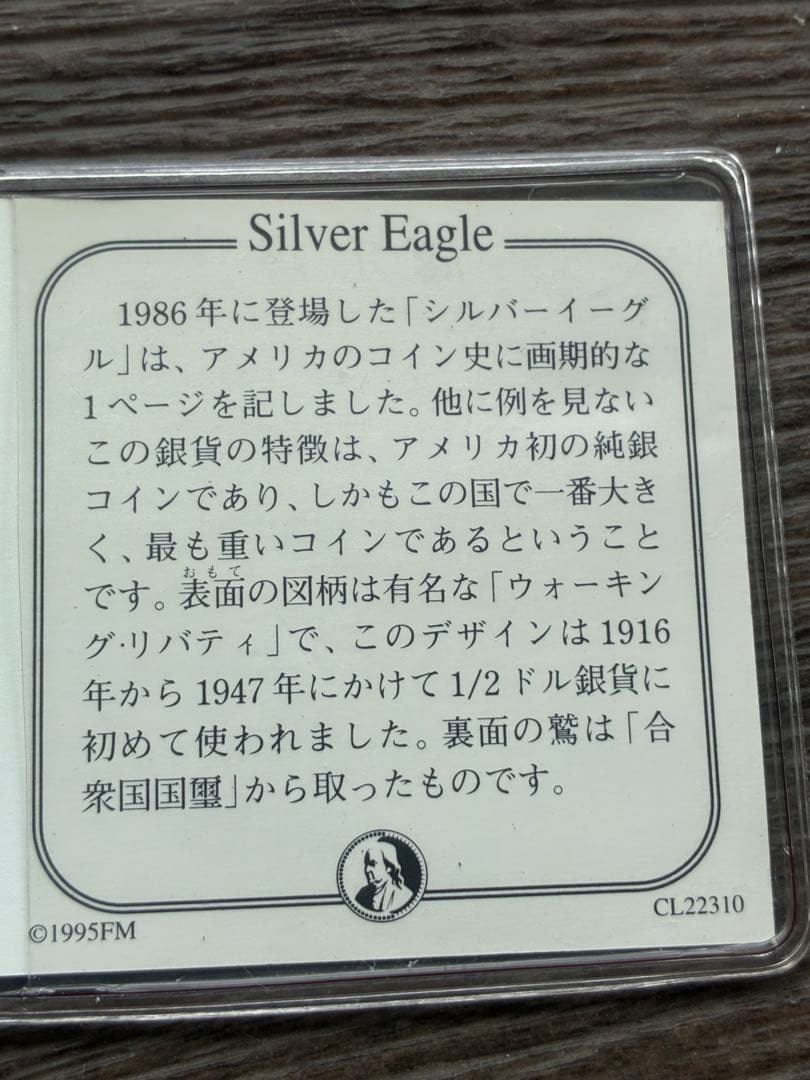 Silver Eagle
1986年に登場した「シルバーイーグ
ル」は、アメリカのコイン史に画期的な
1ページを記しました。他に例を見ない
この銀貨の特徴は、アメリカ初の純銀
コインであり、しかもこの国で一番大き
く、最も重いコインであるということ
おもて
です。表面の図柄は有名な「ウォーキン
グ·リバティ」で、このデザインは1916
年から1947年にかけて1/2ドル銀貨に
初めて使われました。裏面の鷲は「合
衆国国璽」から取ったものです。
©1995FM
CL22310